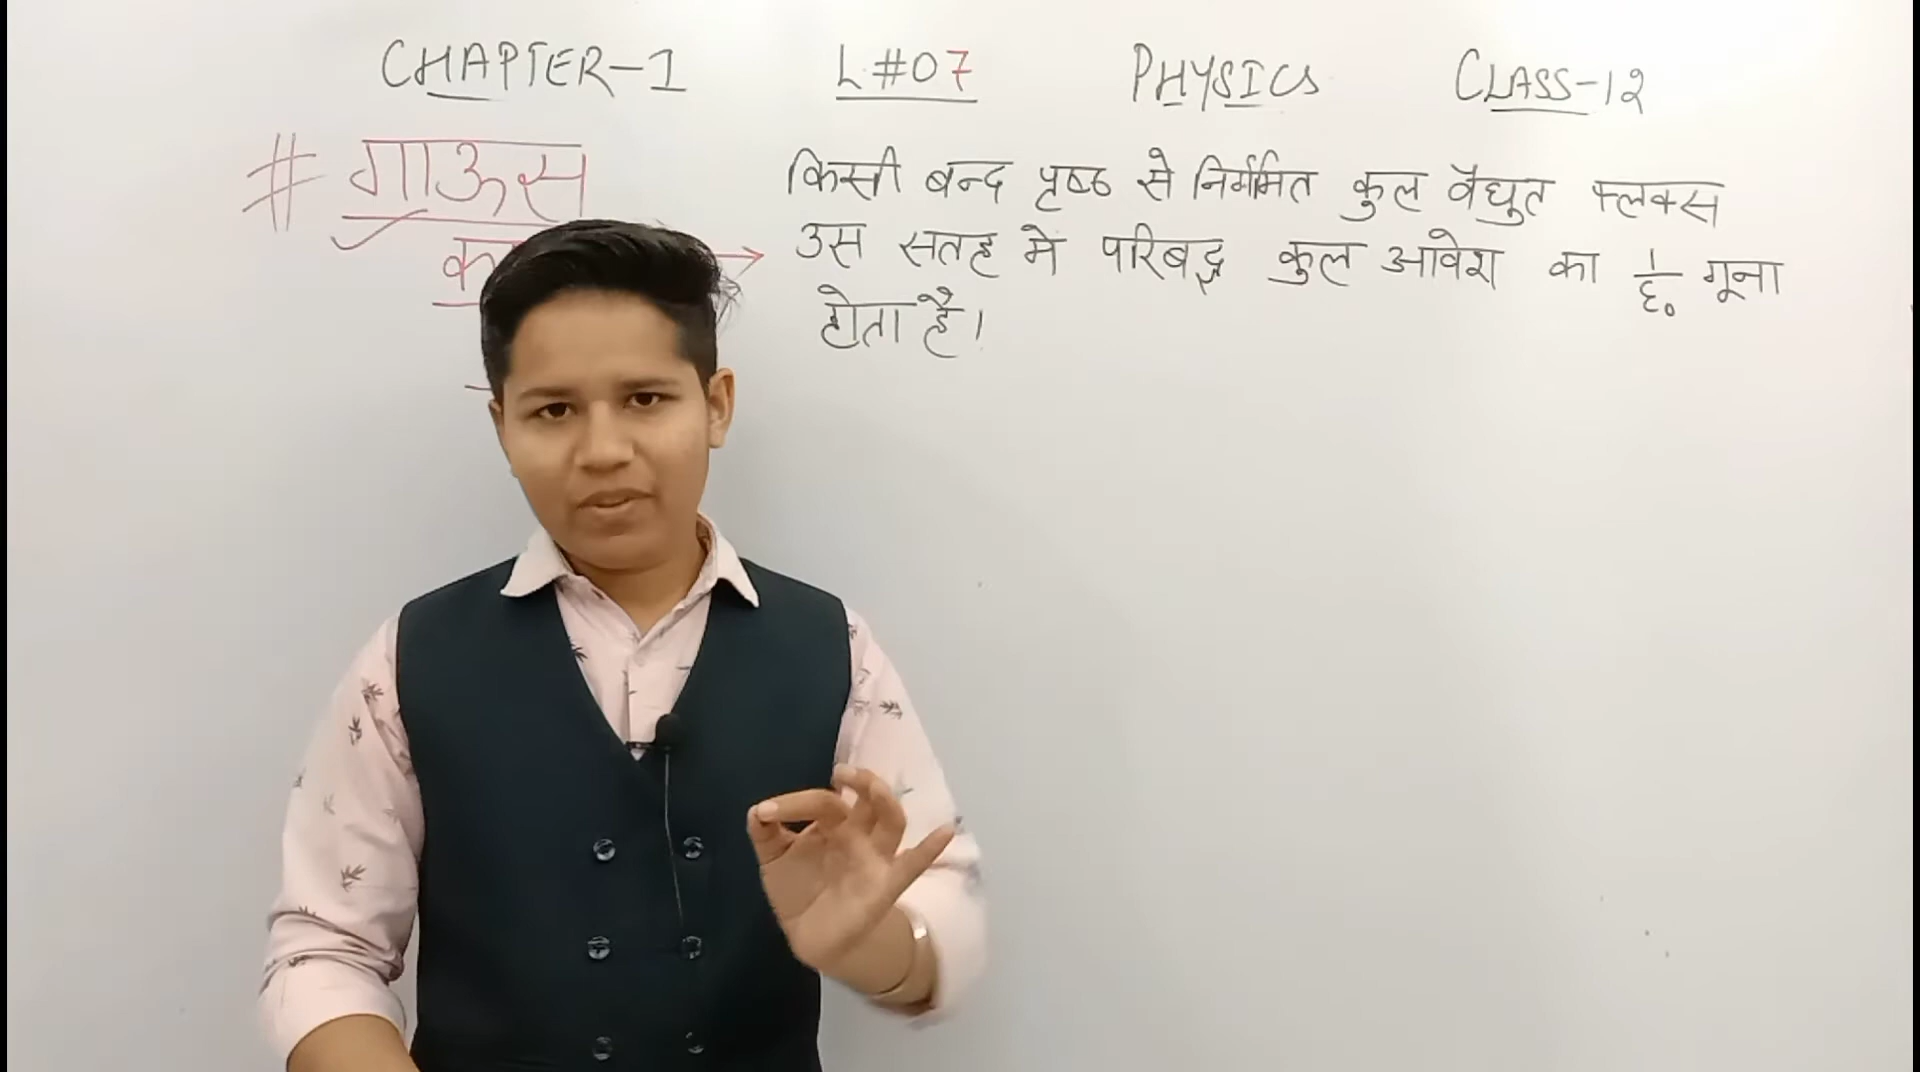 CHAPTER-1 L#07 PHYSICS CLASS-12
# गाऊस
किसी बन्द पृष्ठ से निर्गमित कुल वैद्युत फ्लक्स
उस सतह मे परिबद्ध कुल आवेश का 1/ε₀ गूना
होता है।